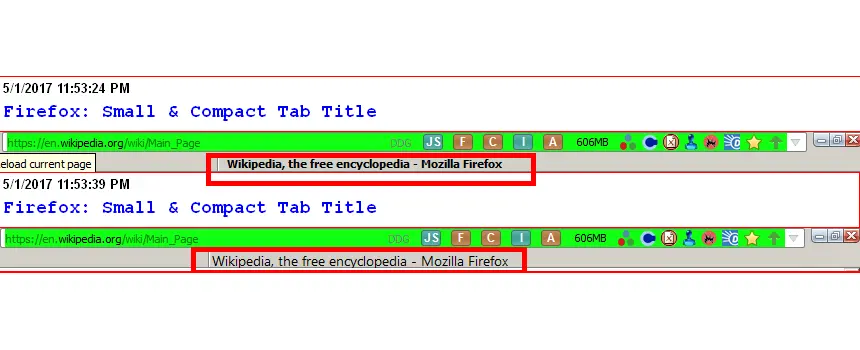 5/1/2017 11:53:24 PM
Firefox: Small & Compact Tab Title
https://en.wikipedia.org/wiki/Main_Page DDG JS F C I A 606MB
eload current page Wikipedia, the free encyclopedia - Mozilla Firefox
5/1/2017 11:53:39 PM
Firefox: Small & Compact Tab Title
https://en.wikipedia.org/wiki/Main_Page DDG JS F C I A 606MB
Wikipedia, the free encyclopedia - Mozilla Firefox